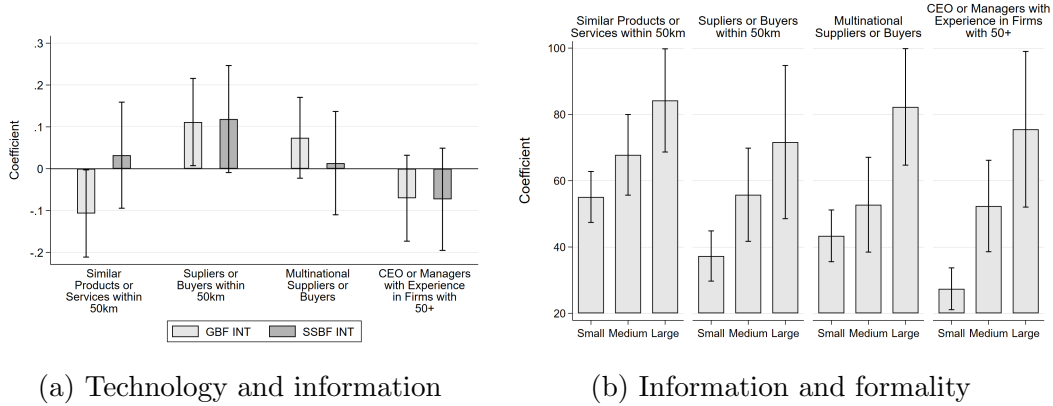 .3
.2
.1
0
-.1
-.2
Coefficient
Similar
Products or
Services within
50km
Supliers or
Buyers within
50km
Multinational
Suppliers or
Buyers
CEO or Managers
with Experience
in Firms with
50+
GBF INT
SSBF INT
(a) Technology and information
Similar Products or
Services within 50km
Supliers or Buyers
within 50km
Multinational
Suppliers or Buyers
CEO or Managers with
Experience in Firms
with 50+
100
80
60
40
20
Coefficient
Small Medium Large
Small Medium Large
Small Medium Large
Small Medium Large
(b) Information and formality